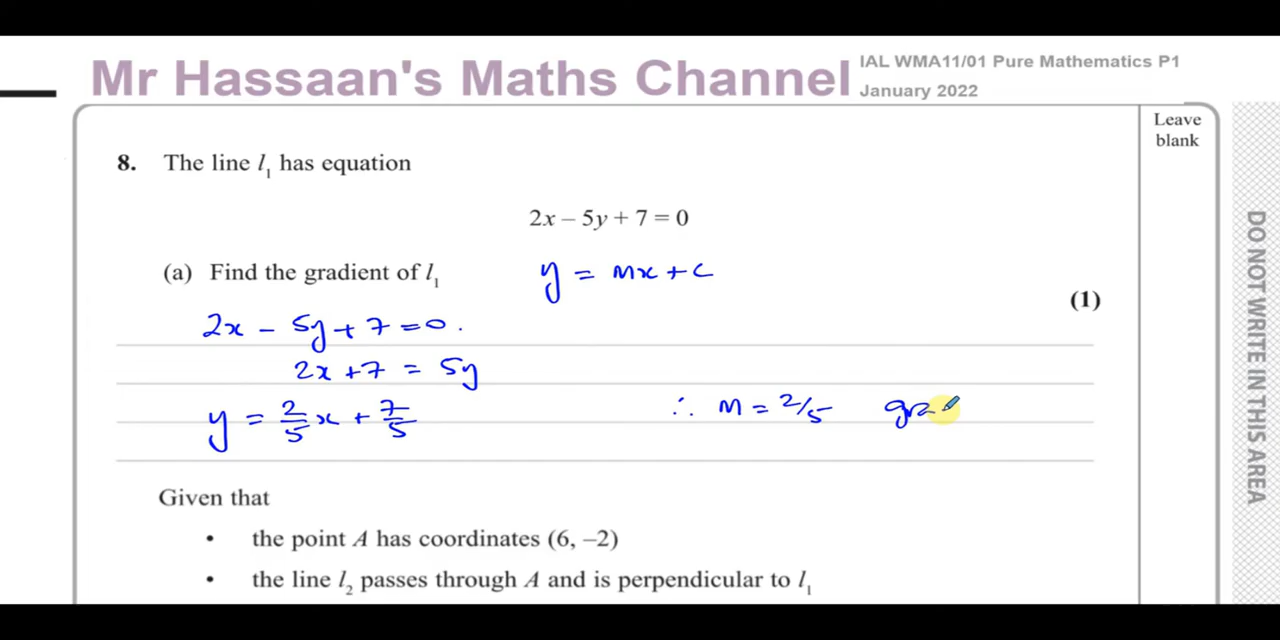 Mr Hassaan's Maths Channel
IAL WMA11/01 Pure Mathematics P1
January 2022
Leave
blank
8. The line l₁ has equation
2x – 5y + 7 = 0
(a) Find the gradient of l₁
y = mx + c
(1)
2x – 5y + 7 = 0.
2x + 7 = 5y
y = 2/5 x + 7/5
∴ m = 2/5 gra
Given that
• the point A has coordinates (6, –2)
• the line l₂ passes through A and is perpendicular to l₁
DO NOT WRITE IN THIS AREA